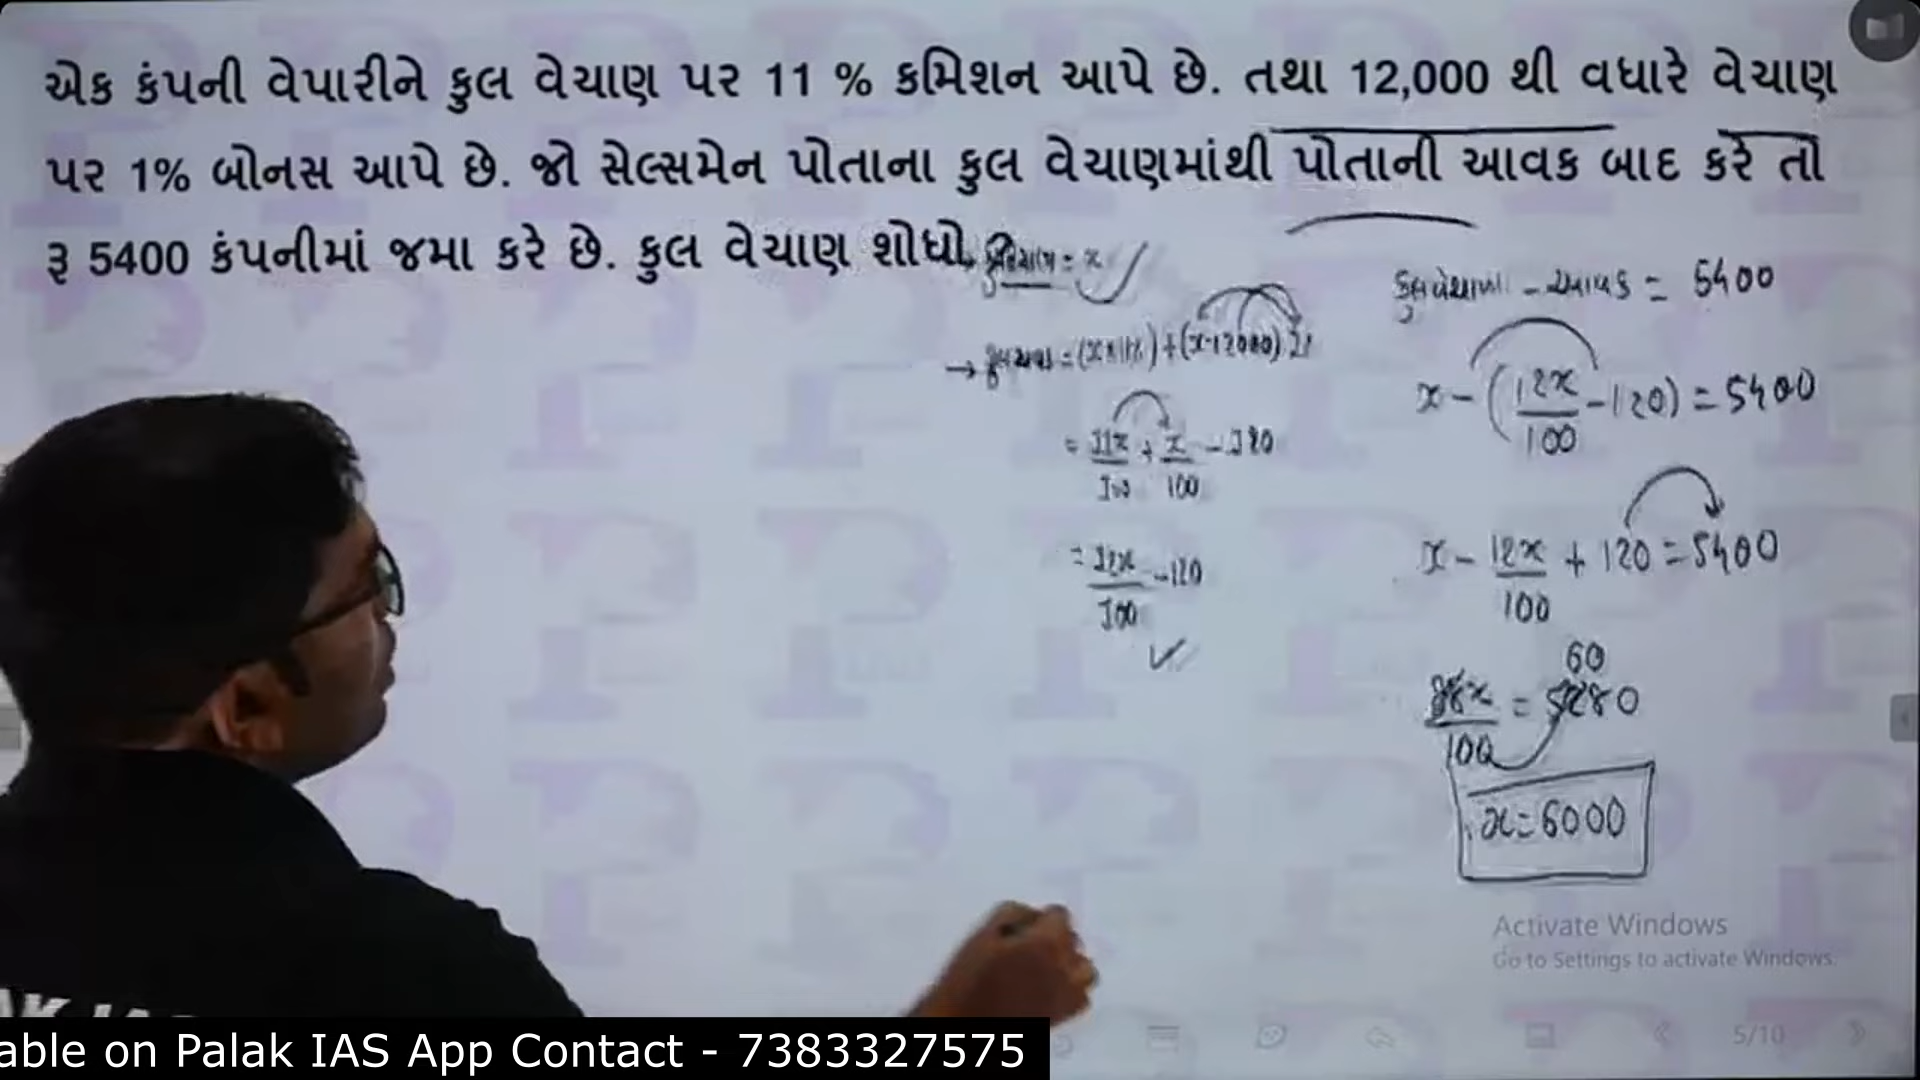 એક કંપની વેપારીને કુલ વેચાણ પર 11 % કમિશન આપે છે. તથા 12,000 થી વધારે વેચાણ
પર 1% બોનસ આપે છે. જો સેલ્સમેન પોતાના કુલ વેચાણમાંથી પોતાની આવક બાદ કરે તો
રૂ 5400 કંપનીમાં જમા કરે છે. કુલ વેચાણ શોધો ?
= x
= (x×11%) + (x-12000) 1%
= 11x/100 + x/100 - 120
= 12x/100 - 120
કુલ વેચાણ - આવક = 5400
x - (12x/100 - 120) = 5400
x - 12x/100 + 120 = 5400
60
88x/100 = 5280
x = 6000
Activate Windows
Go to Settings to activate Windows.
5/10
able on Palak IAS App Contact - 7383327575